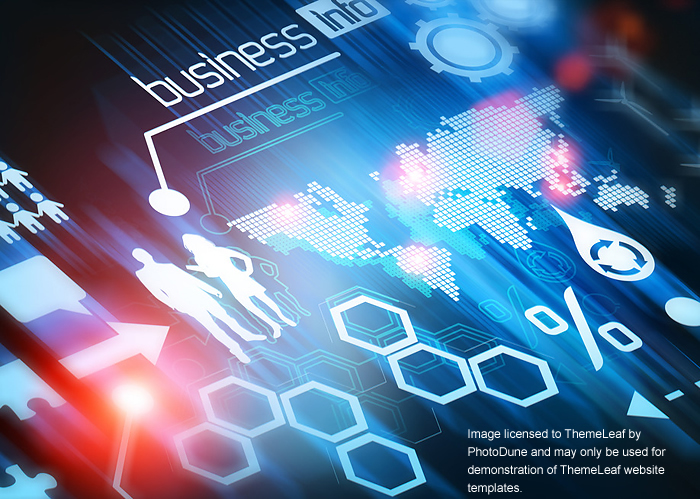 business Info
business Info
%
Image licensed to ThemeLeaf by
PhotoDune and may only be used for
demonstration of ThemeLeaf website
templates.